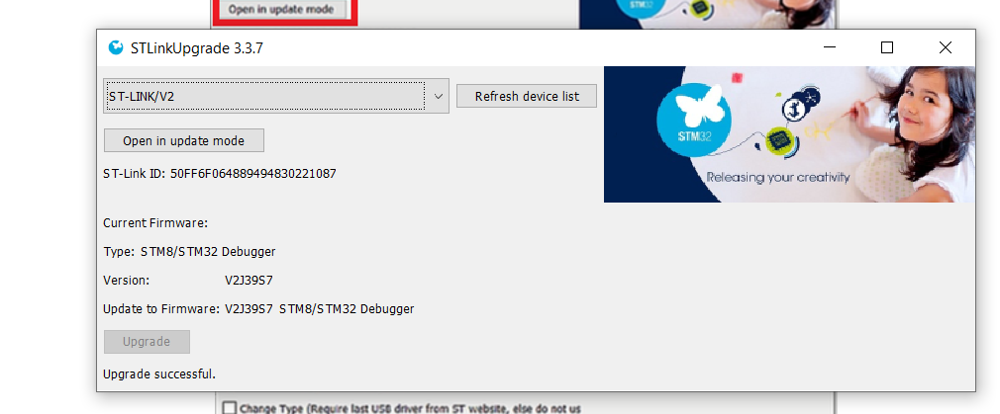 Open in update mode
STLinkUpgrade 3.3.7
ST-LINK/V2
Refresh device list
Open in update mode
STM32
Releasing your creativity
ST-Link ID: 50FF6F064889494830221087
Current Firmware:
Type: STM8/STM32 Debugger
Version: V2J39S7
Update to Firmware: V2J39S7 STM8/STM32 Debugger
Upgrade
Upgrade successful.
Change Type (Require last USB driver from ST website, else do not us